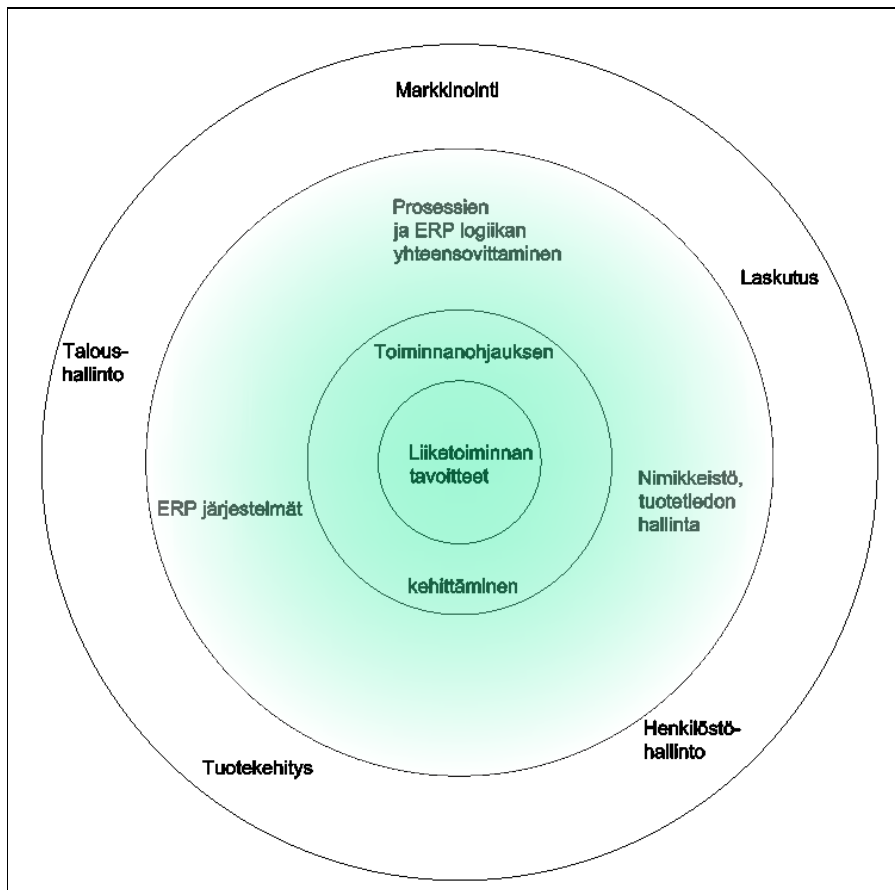 Markkinointi
Prosessien
ja ERP logiikan
yhteensovittaminen
Laskutus
Talous-
hallinto
Toiminnanohjauksen
Liiketoiminnan
tavoitteet
Nimikkeistö,
tuotetiedon
hallinta
ERP järjestelmät
kehittäminen
Henkilöstö-
hallinto
Tuotekehitys